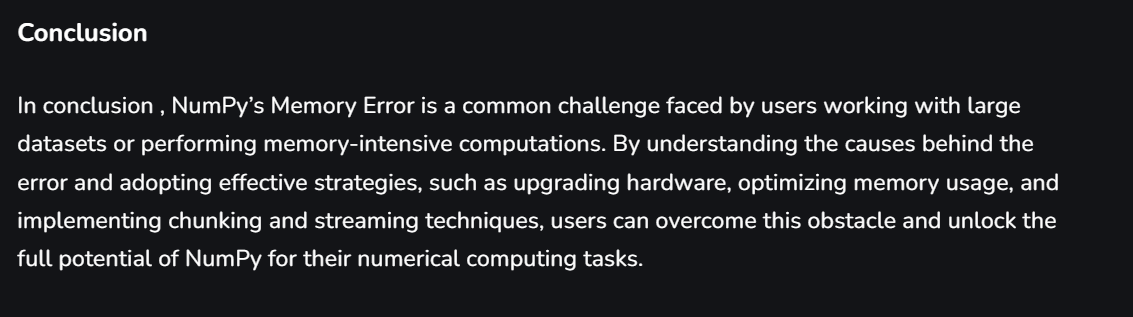 Conclusion
In conclusion , NumPy’s Memory Error is a common challenge faced by users working with large
datasets or performing memory-intensive computations. By understanding the causes behind the
error and adopting effective strategies, such as upgrading hardware, optimizing memory usage, and
implementing chunking and streaming techniques, users can overcome this obstacle and unlock the
full potential of NumPy for their numerical computing tasks.